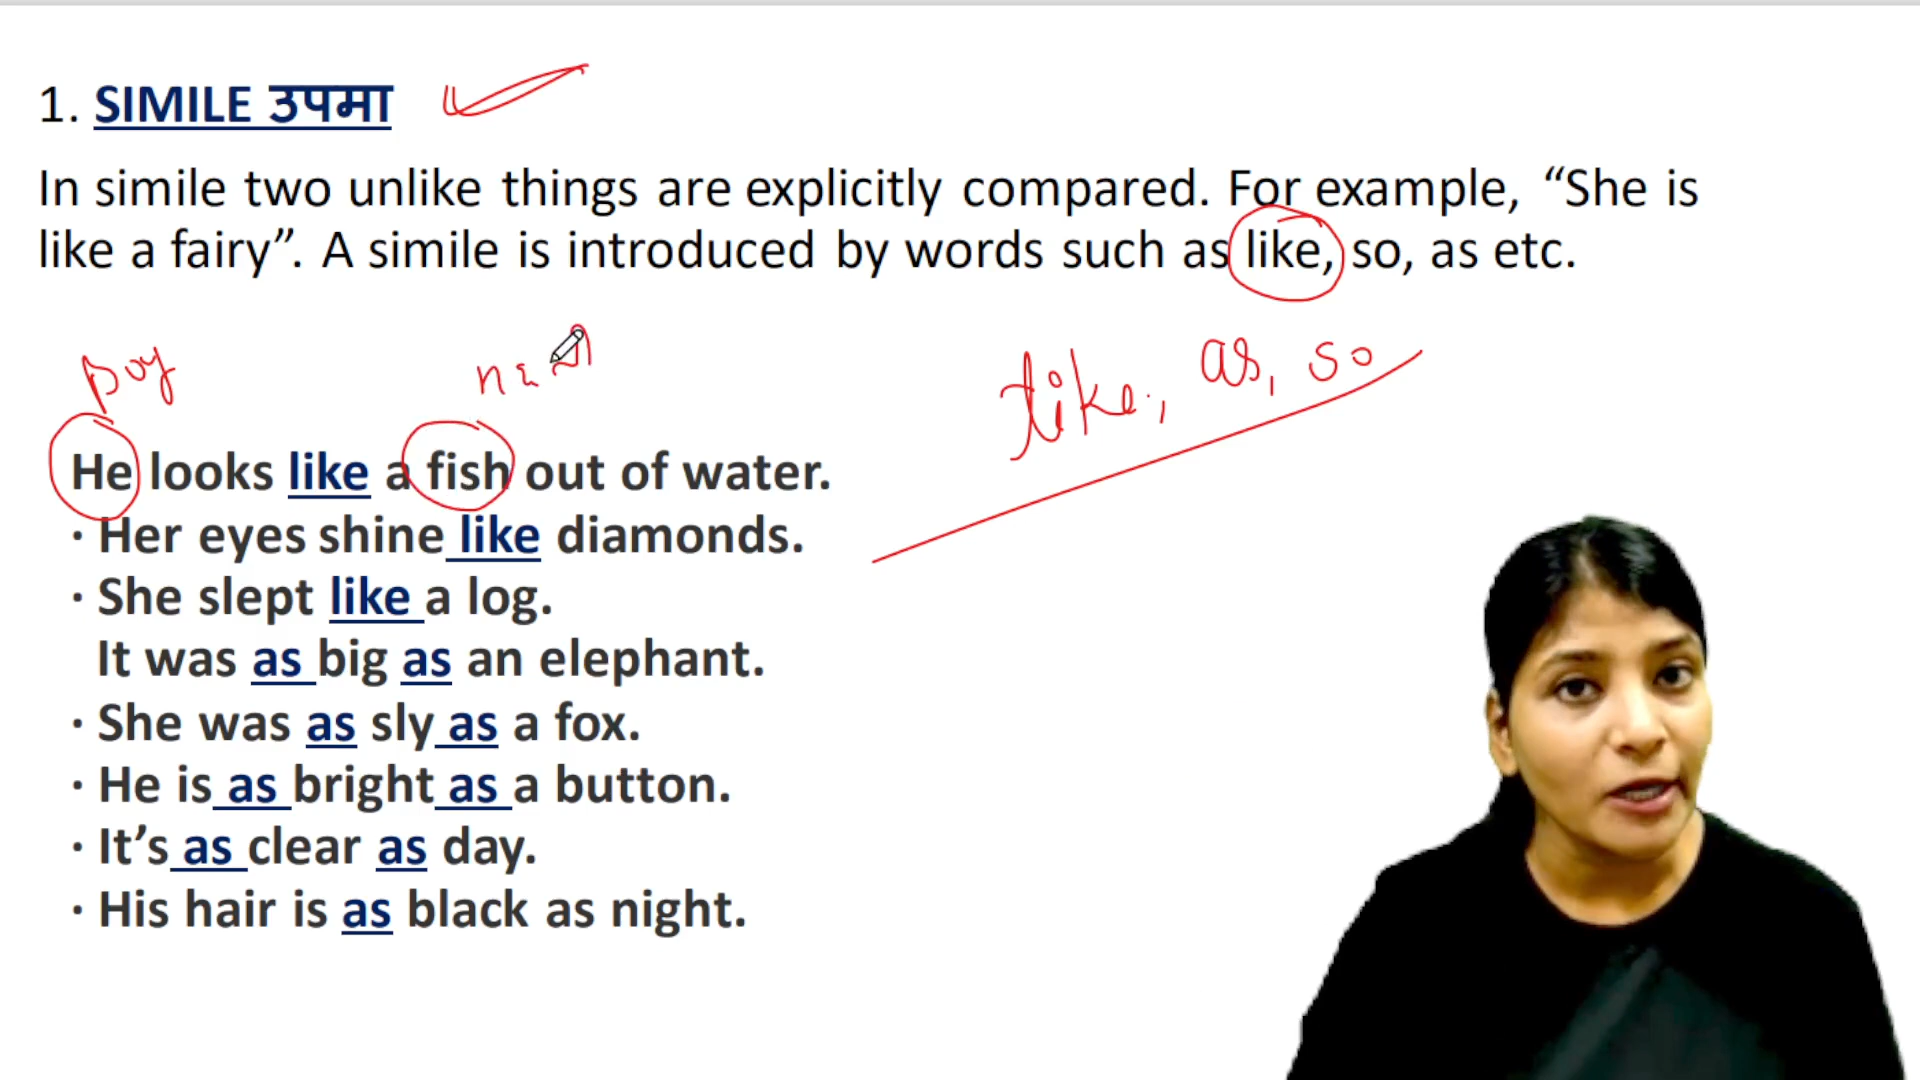 1. SIMILE उपमा
In simile two unlike things are explicitly compared. For example, “She is
like a fairy”. A simile is introduced by words such as like, so, as etc.
boy
like, as, so
He looks like a fish out of water.
· Her eyes shine like diamonds.
· She slept like a log.
It was as big as an elephant.
· She was as sly as a fox.
· He is as bright as a button.
· It’s as clear as day.
· His hair is as black as night.